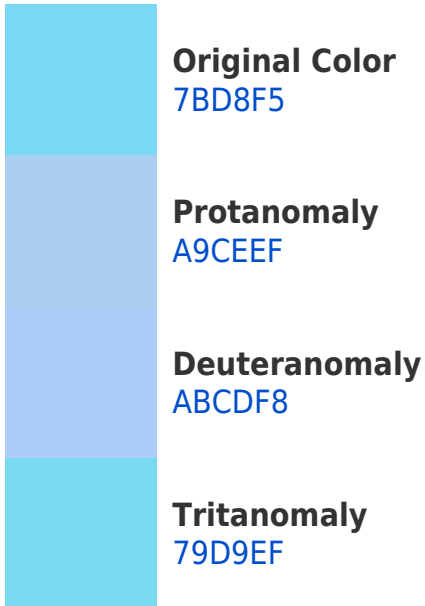 Original Color
7BD8F5
Protanomaly
A9CEEF
Deuteranomaly
ABCDF8
Tritanomaly
79D9EF